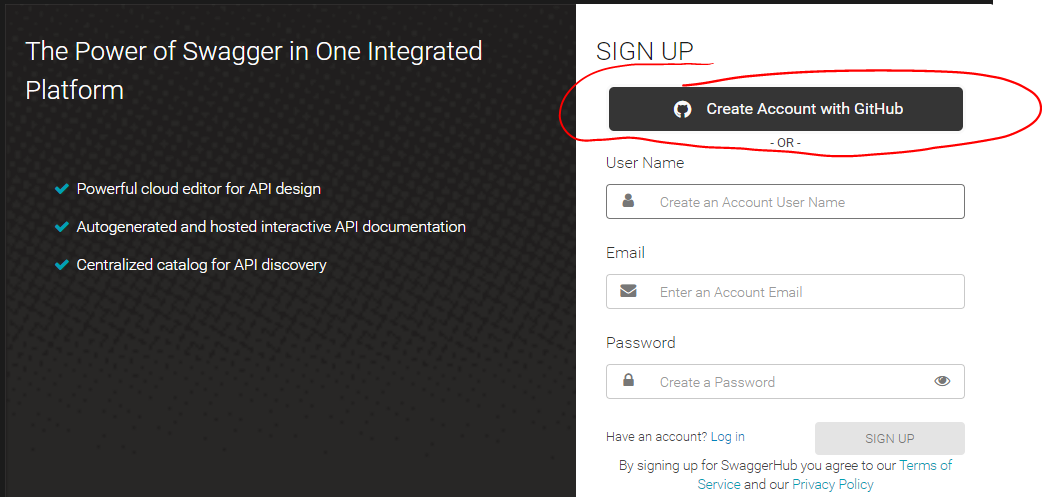 The Power of Swagger in One Integrated
Platform
Powerful cloud editor for API design
Autogenerated and hosted interactive API documentation
Centralized catalog for API discovery
SIGN UP
Create Account with GitHub
- OR -
User Name
Create an Account User Name
Email
Enter an Account Email
Password
Create a Password
Have an account? Log in
SIGN UP
By signing up for SwaggerHub you agree to our Terms of
Service and our Privacy Policy